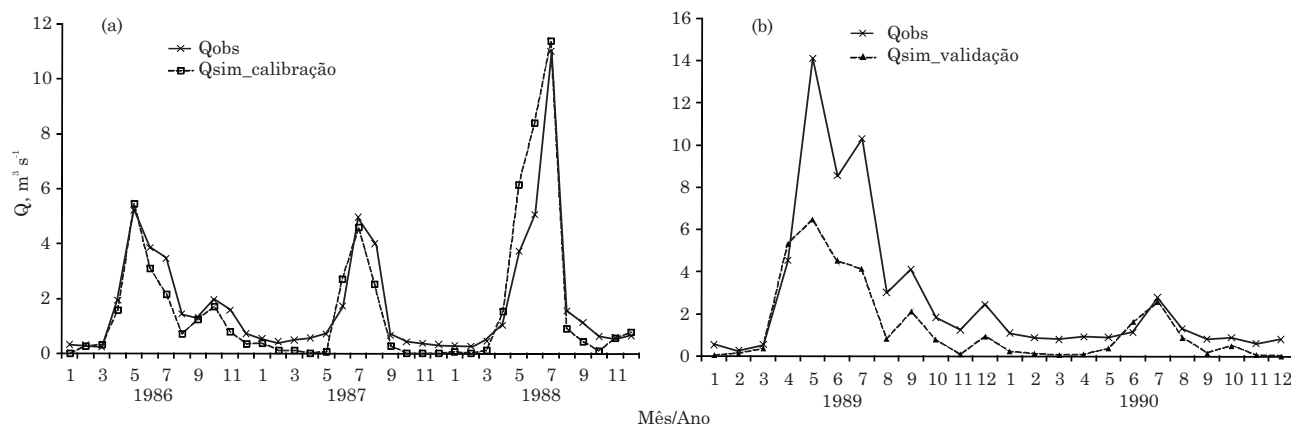 (a)
Qobs
Qsim_calibração
12
10
8
6
4
2
0
Q, m³ s⁻¹
1 3 5 7 9 11 1 3 5 7 9 11 1 3 5 7 9 11
1986 1987 1988
(b)
Qobs
Qsim_validação
16
14
12
10
8
6
4
2
0
1 2 3 4 5 6 7 8 9 10 11 12 1 2 3 4 5 6 7 8 9 10 11 12
1989 1990
Mês/Ano